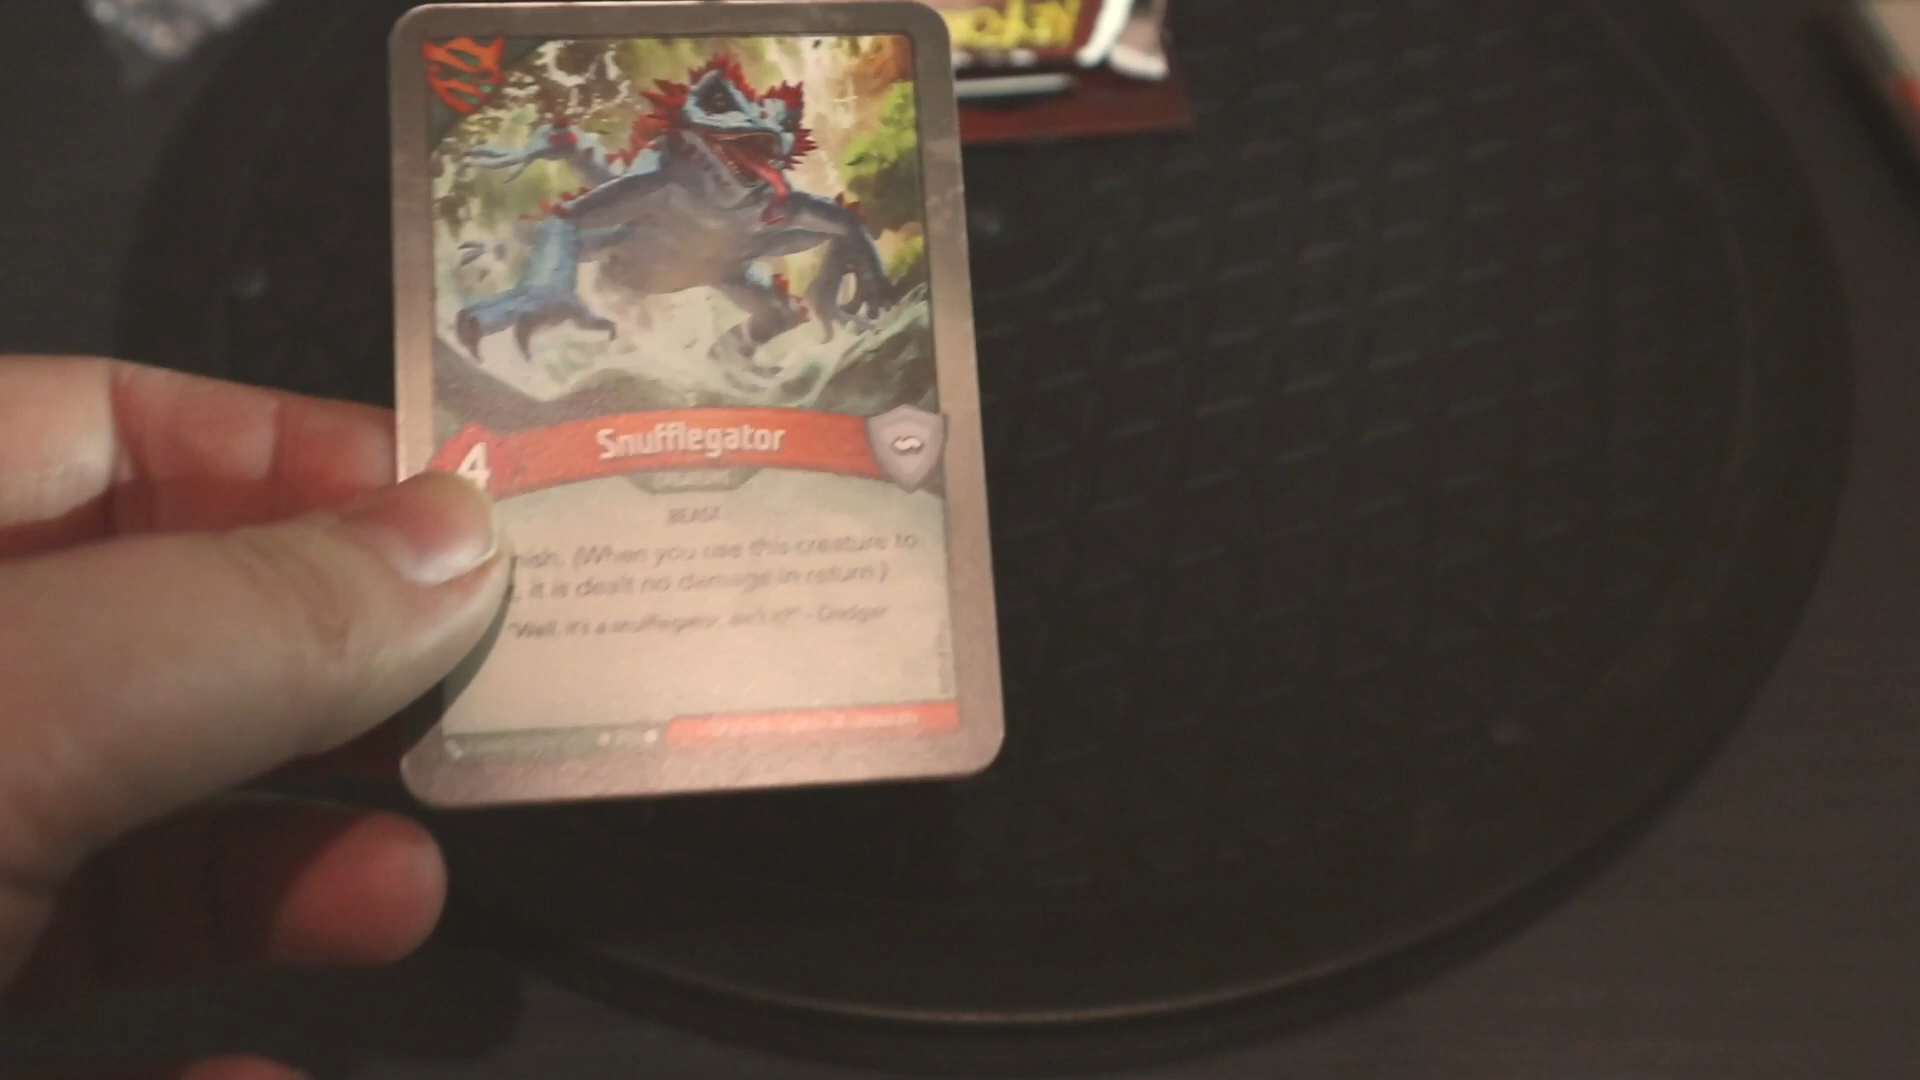 Snufflegator
4
CREATURE
BEAST
nish. (When you use this creature to
, it is dealt no damage in return.)
"Well, it's a snufflegator, ain't it?" - Dodger